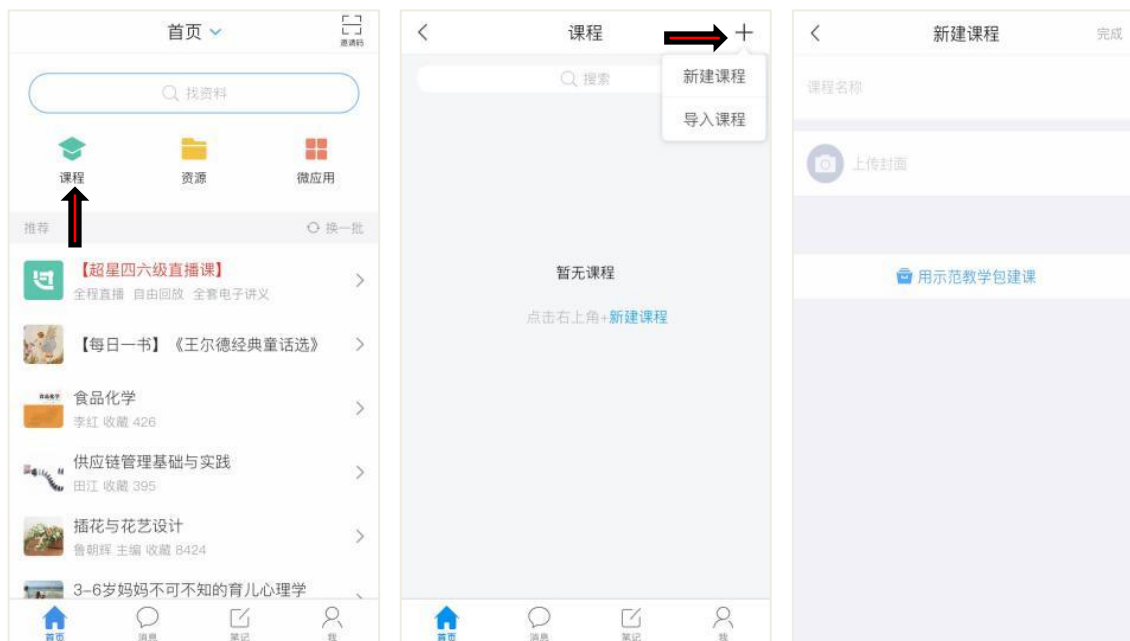 首页
邀请码
找资料
课程
资源
微应用
推荐
换一批
【超星四六级直播课】
全程直播 自由回放 全套电子讲义
【每日一书】《王尔德经典童话选》
食品化学
李红 收藏 426
供应链管理基础与实践
田江 收藏 395
插花与花艺设计
鲁朝辉 主编 收藏 8424
3-6岁妈妈不可不知的育儿心理学
首页
消息
笔记
我
课程
搜索
新建课程
导入课程
暂无课程
点击右上角+新建课程
首页
消息
笔记
我
新建课程
完成
课程名称
上传封面
用示范教学包建课